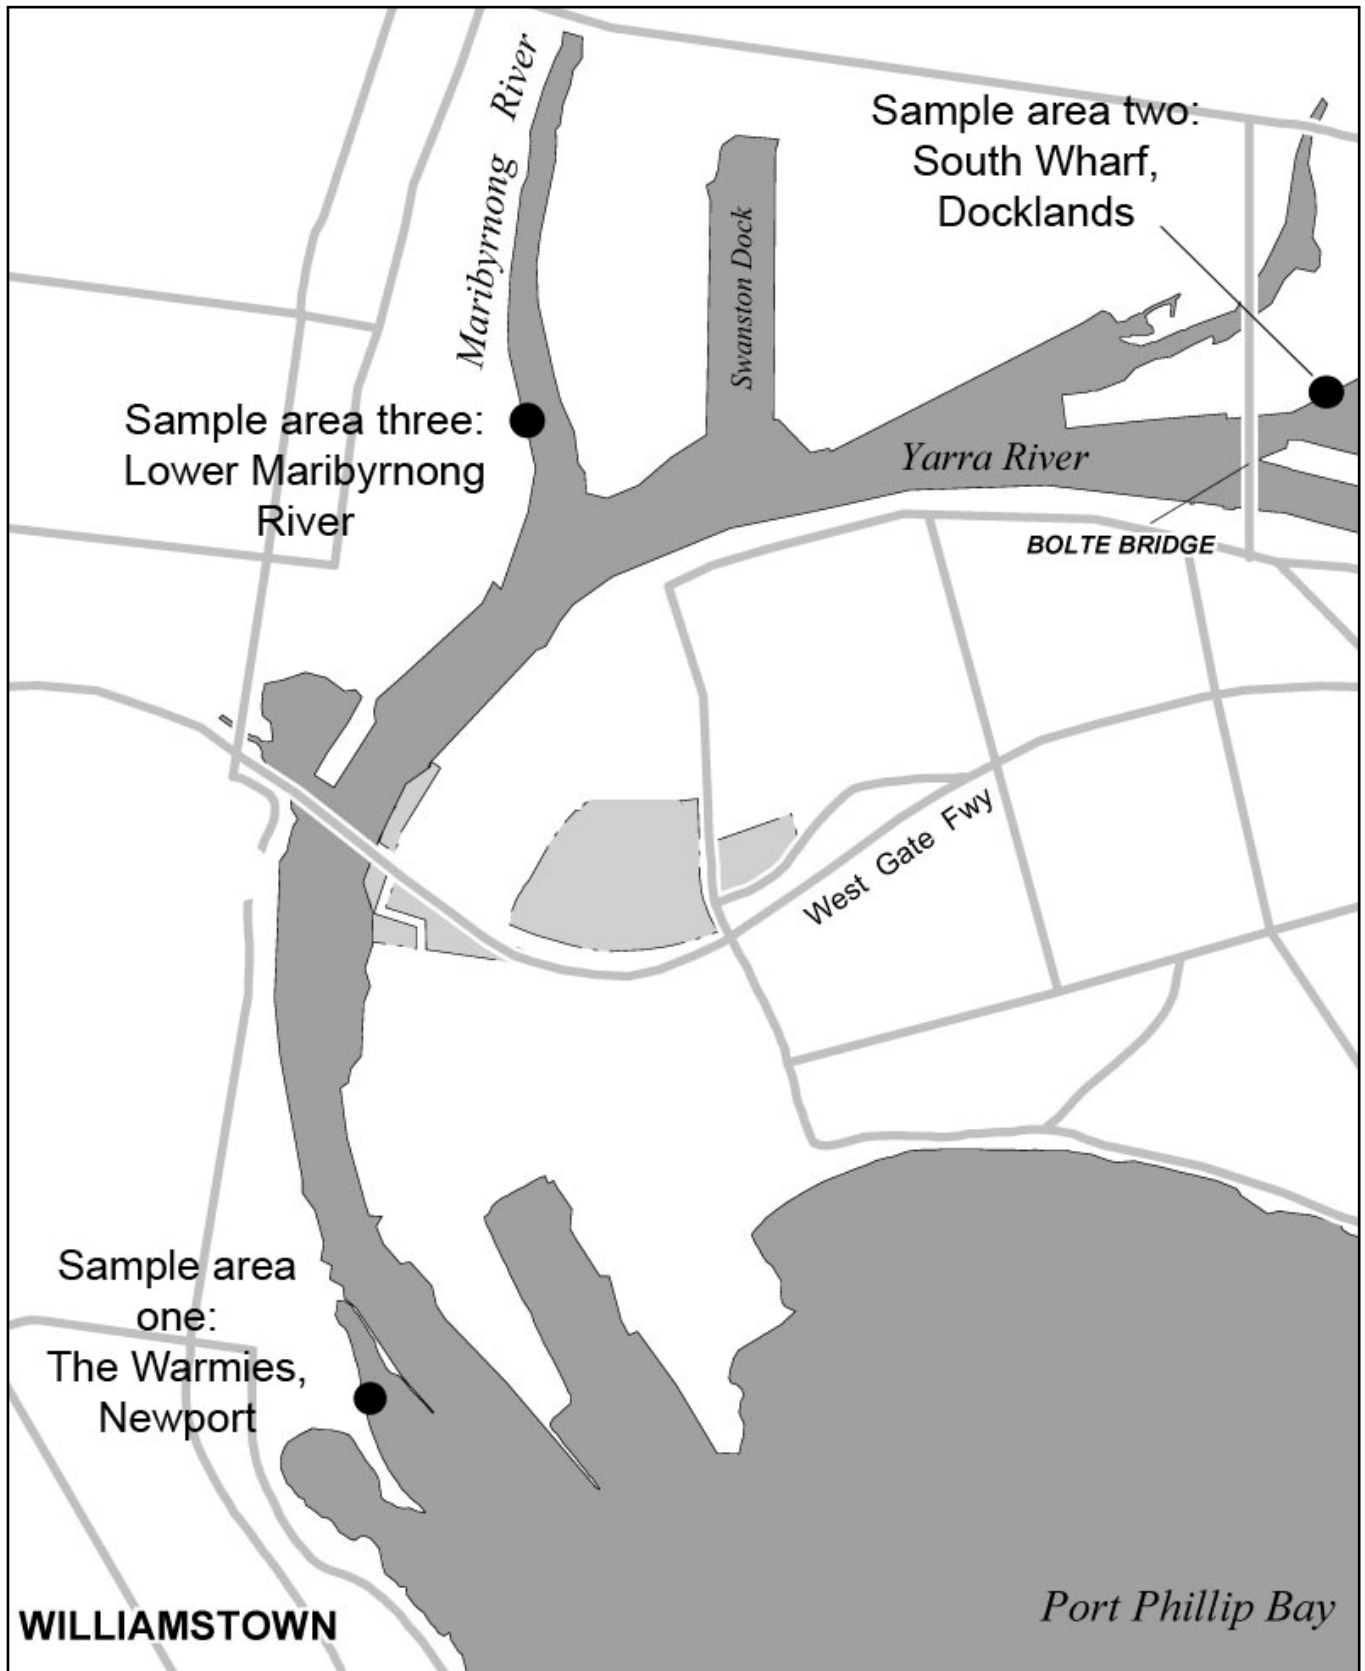 Maribyrnong River
Sample area two:
South Wharf,
Docklands
Swanston Dock
Sample area three:
Lower Maribyrnong
River
Yarra River
BOLTE BRIDGE
West Gate Fwy
Sample area
one:
The Warmies,
Newport
Port Phillip Bay
WILLIAMSTOWN